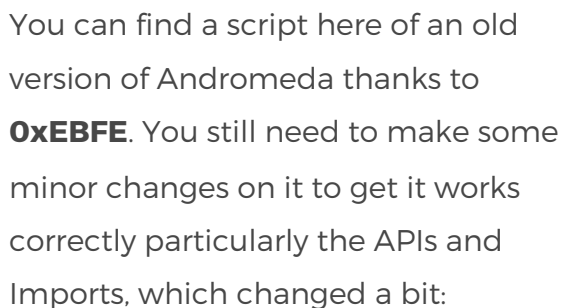 You can find a script here of an old
version of Andromeda thanks to
0xEBFE. You still need to make some
minor changes on it to get it works
correctly particularly the APIs and
Imports, which changed a bit: